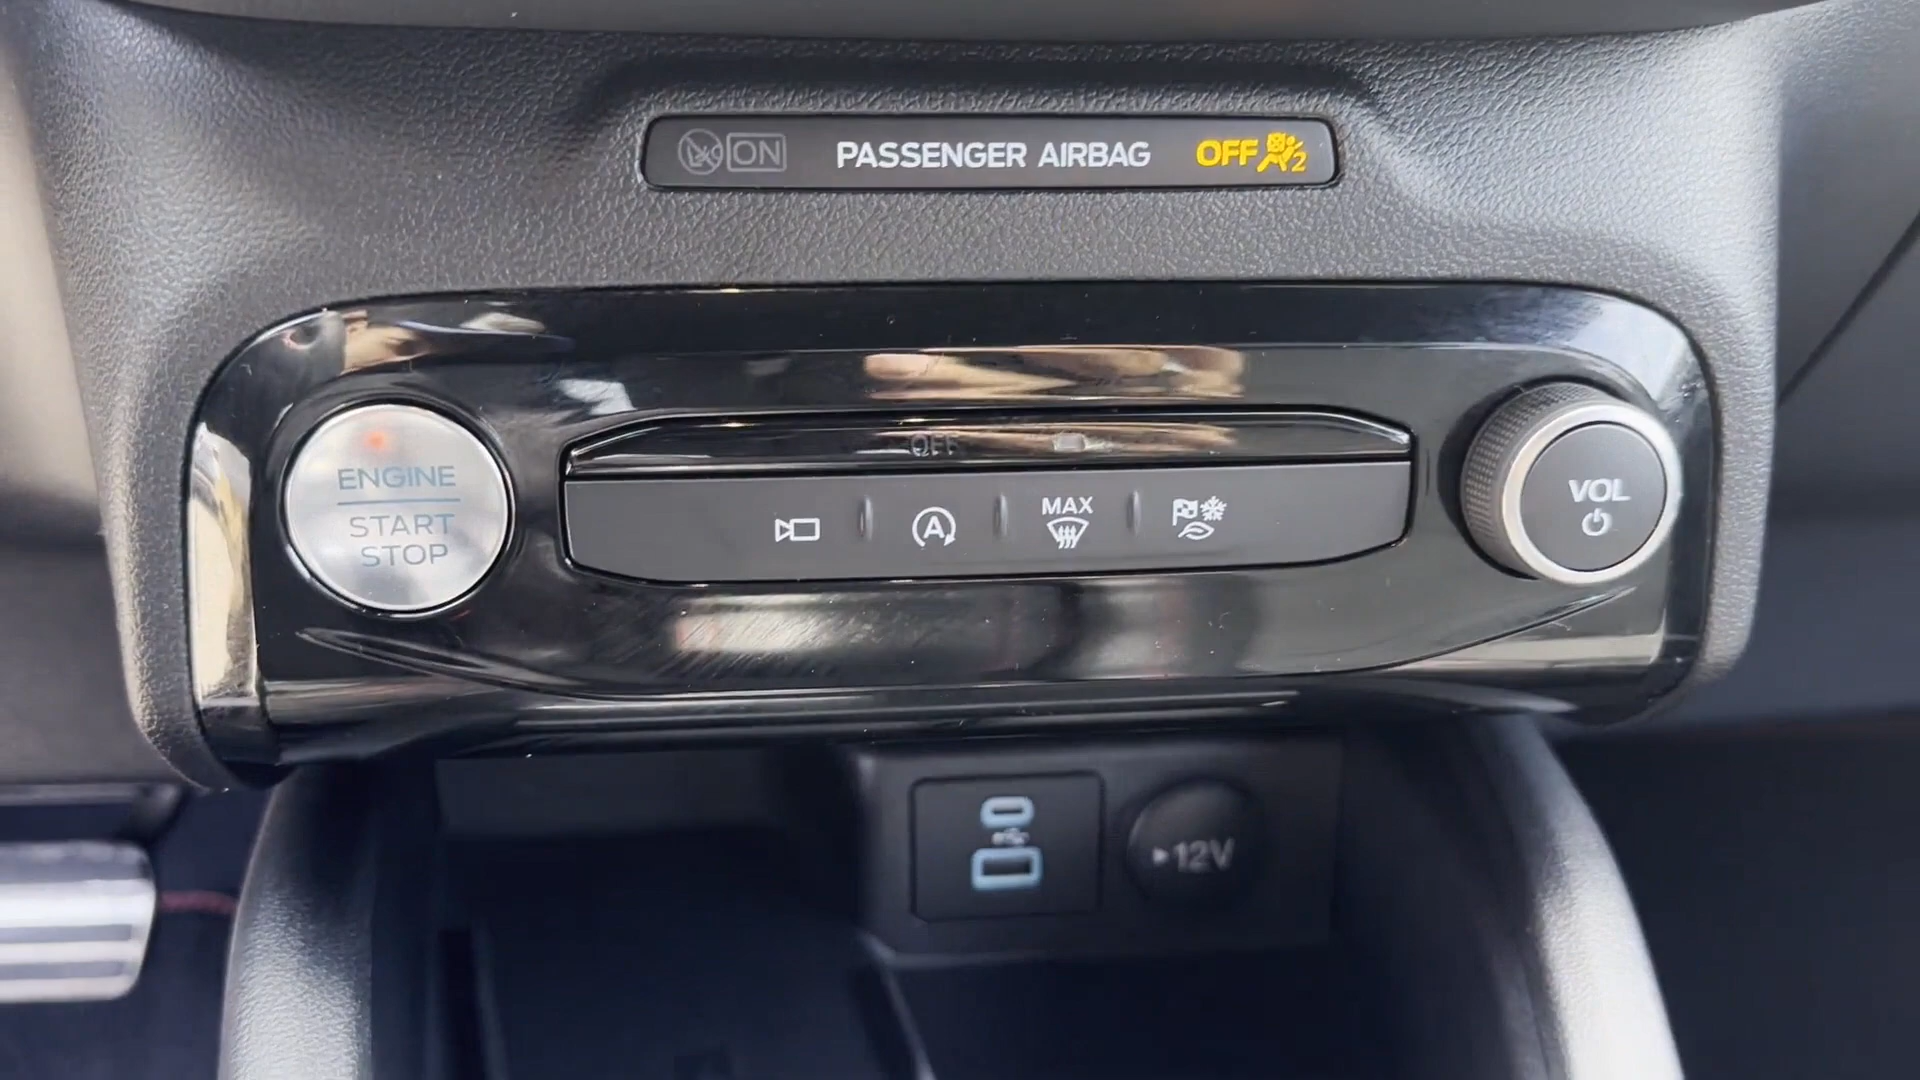 ON PASSENGER AIRBAG OFF 2
OFF
ENGINE
START
STOP
A
MAX
VOL
12V